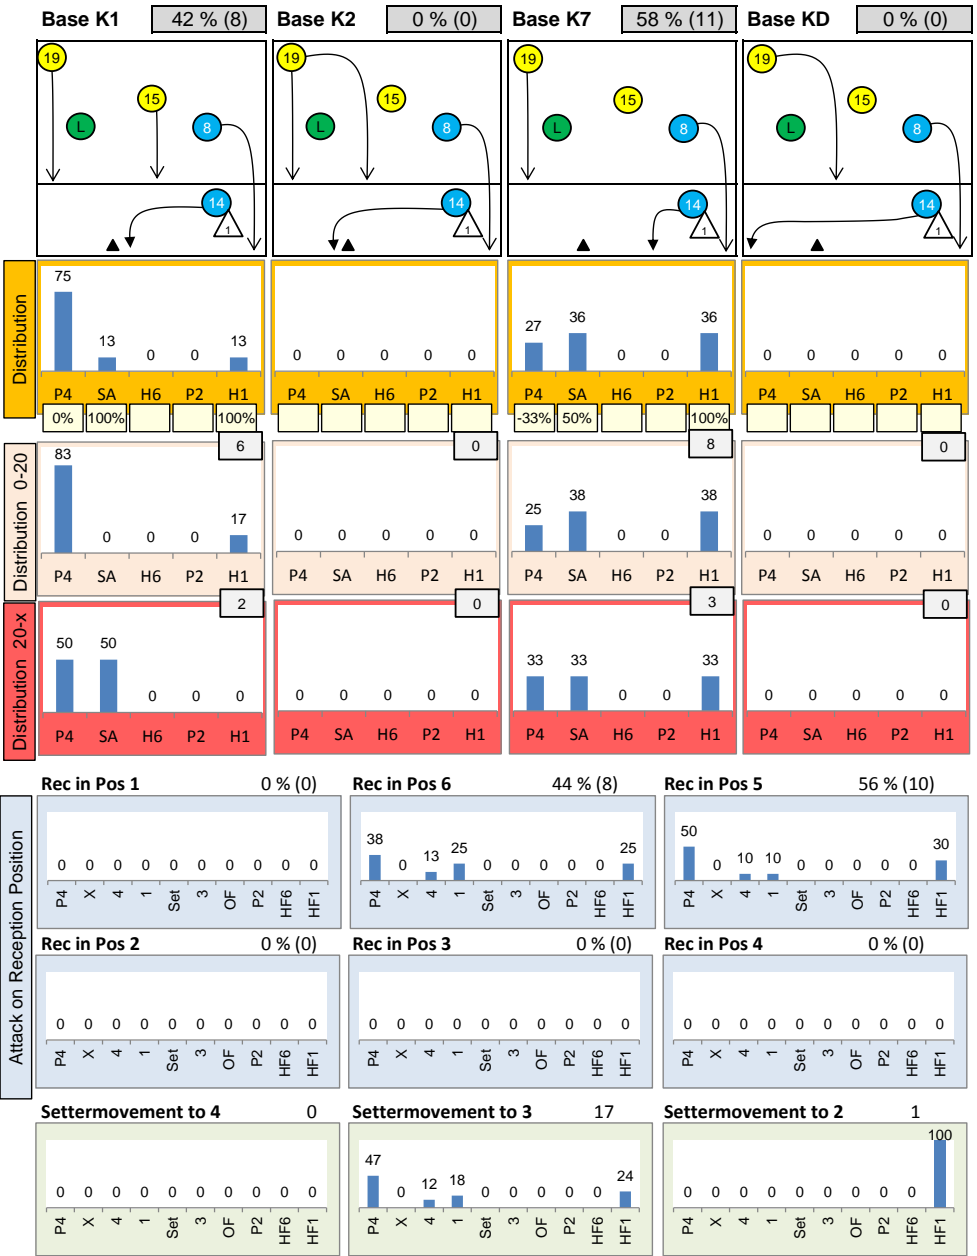 Base K1 42 % (8) Base K2 0 % (0) Base K7 58 % (11) Base KD 0 % (0)
19 19 19 19
15 15 15 15
L 8 L 8 L 8 L 8
14 14 14 14
1 1 1 1
Distribution
75 13 0 0 13 0 0 0 0 0 27 36 0 0 36 0 0 0 0 0
P4 SA H6 P2 H1 P4 SA H6 P2 H1 P4 SA H6 P2 H1 P4 SA H6 P2 H1
0% 100% 100% -33% 50% 100%
6 0 8 0
Distribution 0-20
83 0 0 0 17 0 0 0 0 0 25 38 0 0 38 0 0 0 0 0
P4 SA H6 P2 H1 P4 SA H6 P2 H1 P4 SA H6 P2 H1 P4 SA H6 P2 H1
2 0 3 0
Distribution 20-x
50 50 0 0 0 0 0 0 0 0 33 33 0 0 33 0 0 0 0 0
P4 SA H6 P2 H1 P4 SA H6 P2 H1 P4 SA H6 P2 H1 P4 SA H6 P2 H1
Rec in Pos 1 0 % (0) Rec in Pos 6 44 % (8) Rec in Pos 5 56 % (10)
Attack on Reception Position
0 0 0 0 0 0 0 0 0 0 38 0 13 25 0 0 0 0 0 25 50 0 10 10 0 0 0 0 0 30
P4 X 4 1 Set 3 OF P2 HF6 HF1 P4 X 4 1 Set 3 OF P2 HF6 HF1 P4 X 4 1 Set 3 OF P2 HF6 HF1
Rec in Pos 2 0 % (0) Rec in Pos 3 0 % (0) Rec in Pos 4 0 % (0)
0 0 0 0 0 0 0 0 0 0 0 0 0 0 0 0 0 0 0 0 0 0 0 0 0 0 0 0 0 0
P4 X 4 1 Set 3 OF P2 HF6 HF1 P4 X 4 1 Set 3 OF P2 HF6 HF1 P4 X 4 1 Set 3 OF P2 HF6 HF1
Settermovement to 4 0 Settermovement to 3 17 Settermovement to 2 1
0 0 0 0 0 0 0 0 0 0 47 0 12 18 0 0 0 0 0 24 0 0 0 0 0 0 0 0 0 100
P4 X 4 1 Set 3 OF P2 HF6 HF1 P4 X 4 1 Set 3 OF P2 HF6 HF1 P4 X 4 1 Set 3 OF P2 HF6 HF1